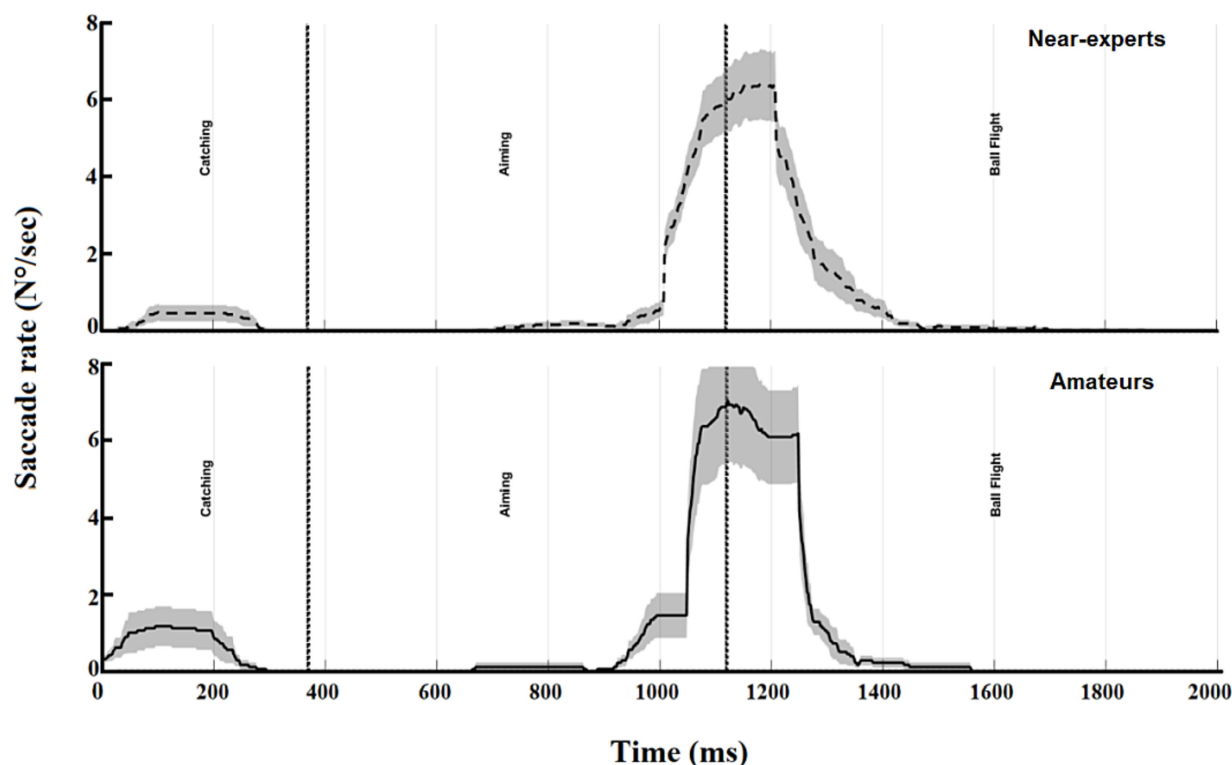 8
Near-experts
6
Catching
Aiming
Ball Flight
4
2
0
Saccade rate (N°/sec)
8
Amateurs
6
Catching
Aiming
Ball Flight
4
2
0
0 200 400 600 800 1000 1200 1400 1600 1800 2000
Time (ms)